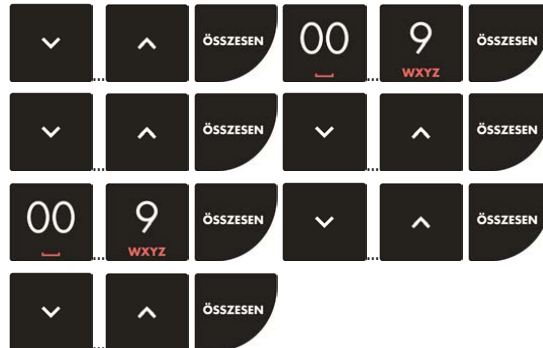 ... ÖSSZESEN 00 ... 9 WXYZ ÖSSZESEN
... ÖSSZESEN ... ÖSSZESEN
00 ... 9 WXYZ ÖSSZESEN ... ÖSSZESEN
... ÖSSZESEN